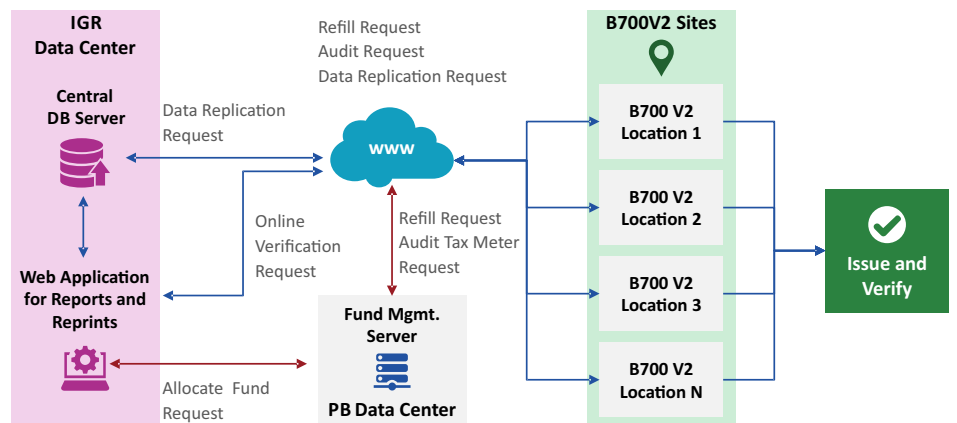 IGR
Data Center
Central
DB Server
Data Replication
Request
Web Application
for Reports and
Reprints
Allocate Fund
Request
Online
Verification
Request
Refill Request
Audit Request
Data Replication Request
www
Refill Request
Audit Tax Meter
Request
Fund Mgmt.
Server
PB Data Center
B700V2 Sites
B700 V2
Location 1
B700 V2
Location 2
B700 V2
Location 3
B700 V2
Location N
Issue and
Verify